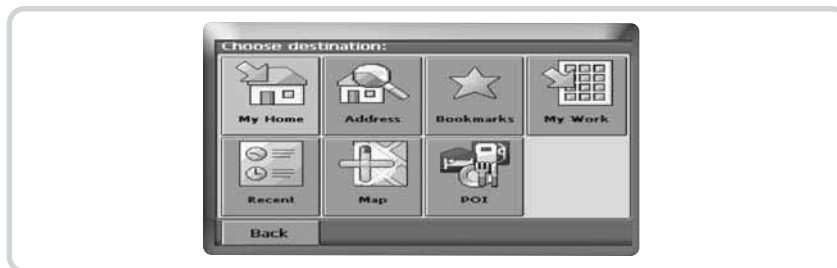 Choose destination:
My Home Address Bookmarks My Work
Recent Map POI
Back